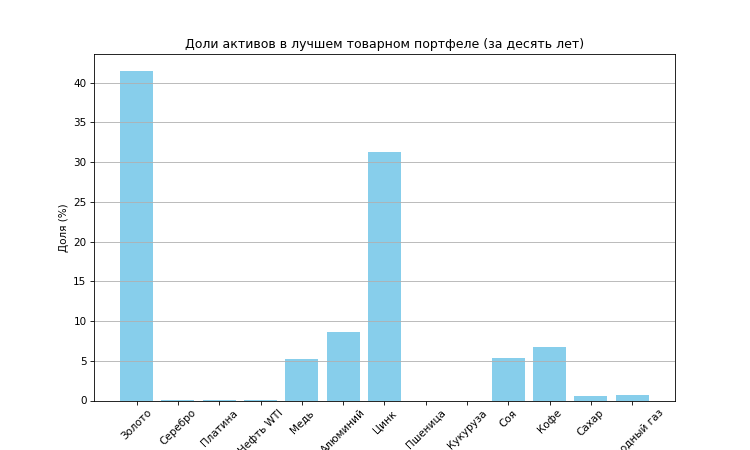 Доли активов в лучшем товарном портфеле (за десять лет)
Доля (%)
40
35
30
25
20
15
10
5
0
Золото
Серебро
Платина
Нефть WTI
Медь
Алюминий
Цинк
Пшеница
Кукуруза
Соя
Кофе
Сахар
газ